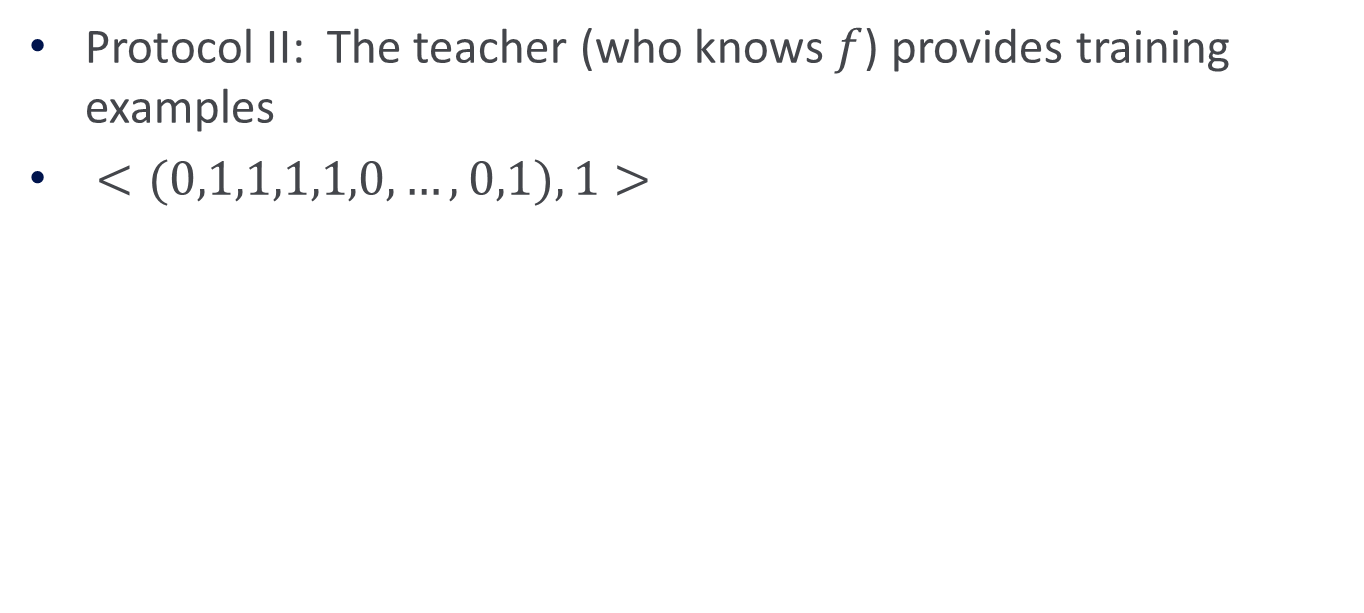 • Protocol II: The teacher (who knows 𝑓) provides training
examples
• < (0,1,1,1,1,0, … , 0,1), 1 >